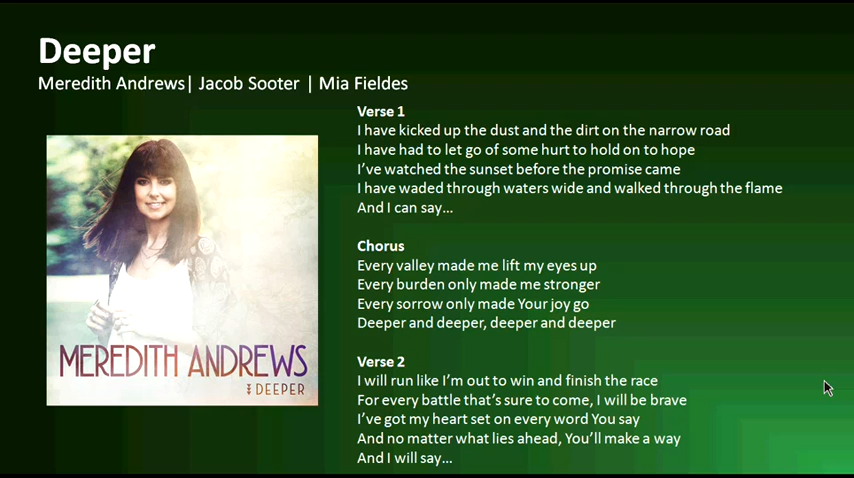 Deeper
Meredith Andrews| Jacob Sooter | Mia Fieldes
Verse 1
I have kicked up the dust and the dirt on the narrow road
I have had to let go of some hurt to hold on to hope
I've watched the sunset before the promise came
I have waded through waters wide and walked through the flame
And I can say...
Chorus
Every valley made me lift my eyes up
Every burden only made me stronger
Every sorrow only made Your joy go
Deeper and deeper, deeper and deeper
Verse 2
I will run like I'm out to win and finish the race
For every battle that's sure to come, I will be brave
I've got my heart set on every word You say
And no matter what lies ahead, You'll make a way
And I will say...
MEREDITH ANDREWS
DEEPER